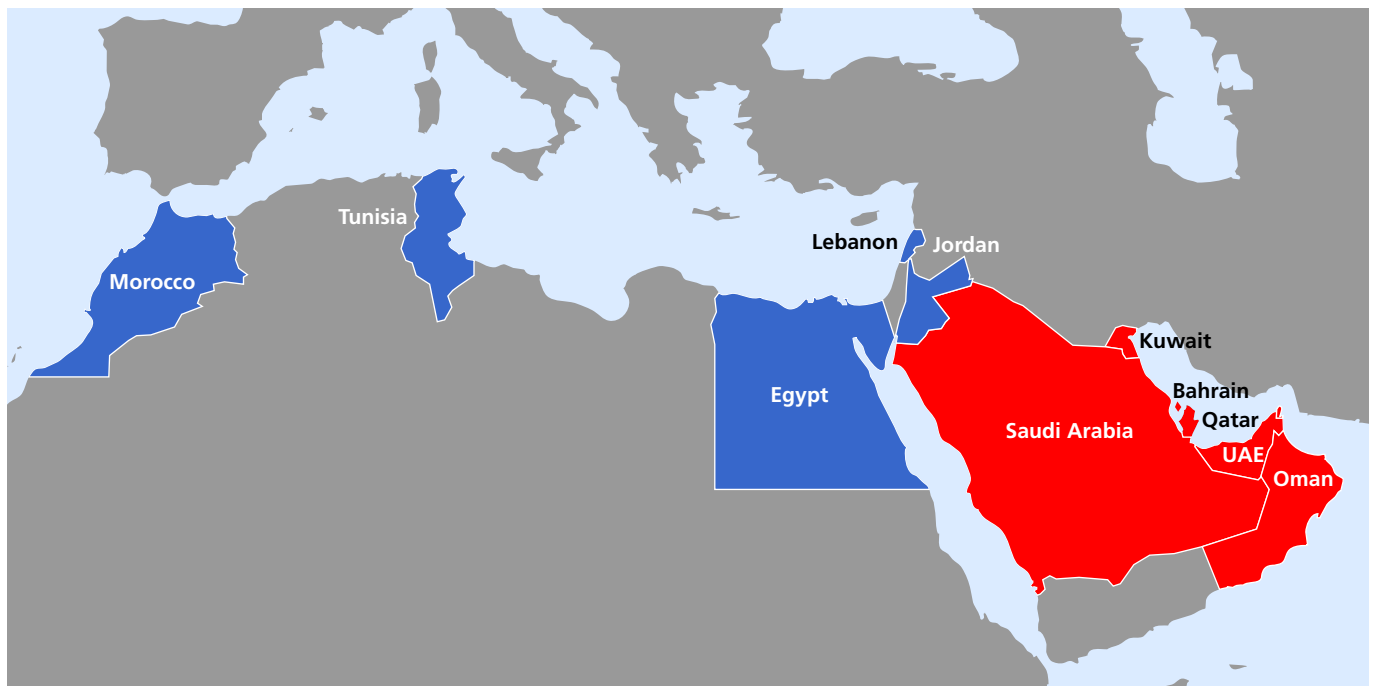 Tunisia
Lebanon
Jordan
Morocco
Kuwait
Bahrain
Egypt
Qatar
Saudi Arabia
UAE
Oman